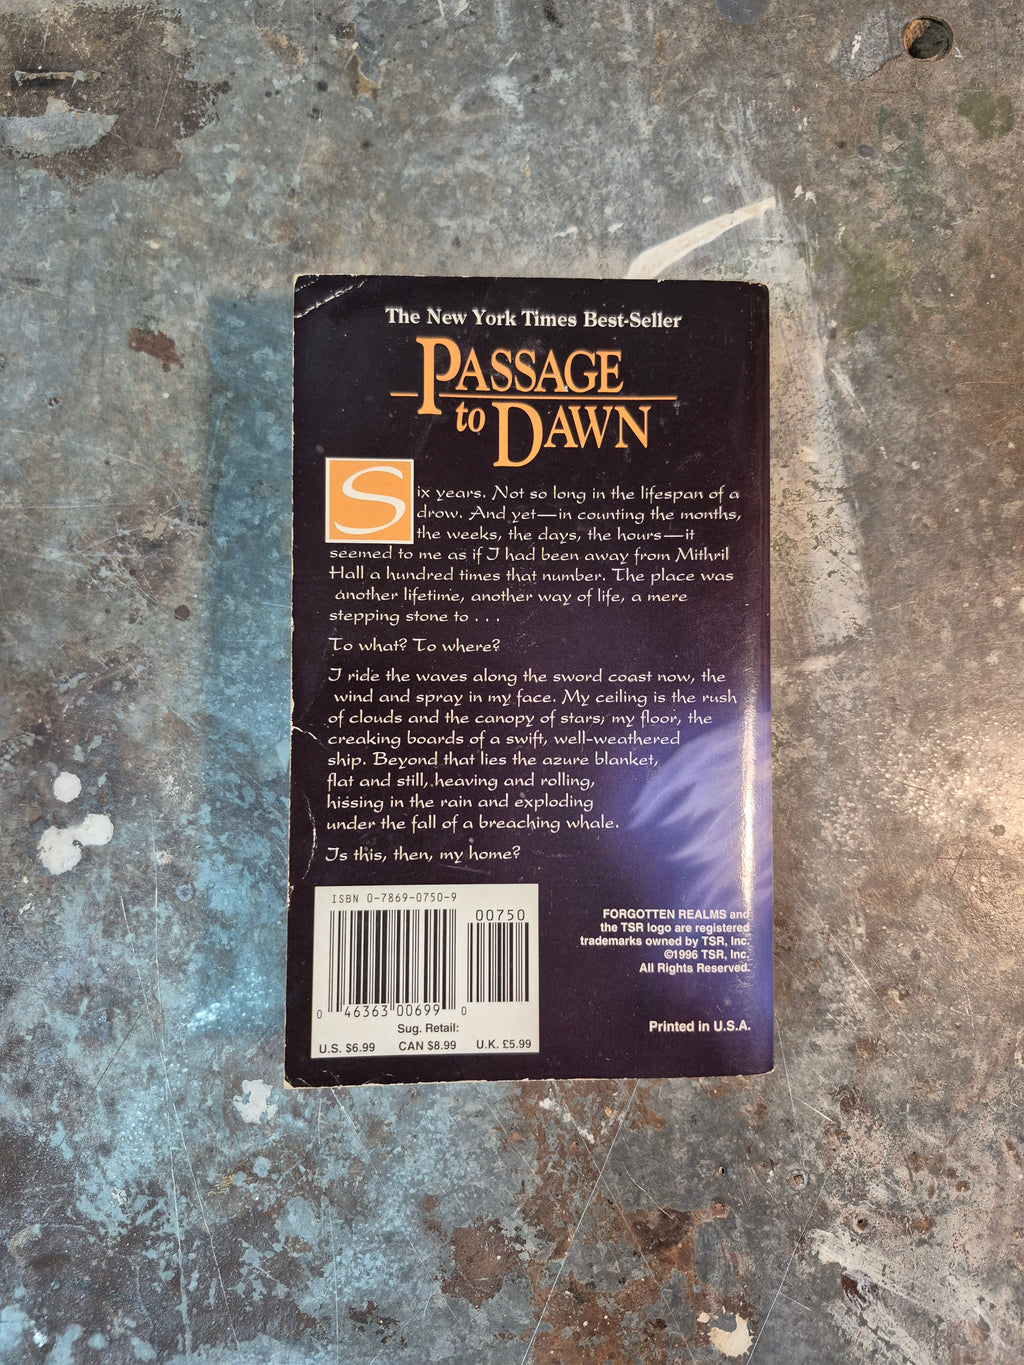 The New York Times Best-Seller
PASSAGE
to DAWN
Six years. Not so long in the lifespan of a
drow. And yet—in counting the months,
the weeks, the days, the hours—it
seemed to me as if I had been away from Mithril
Hall a hundred times that number. The place was
another lifetime, another way of life, a mere
stepping stone to . . .
To what? To where?
I ride the waves along the sword coast now, the
wind and spray in my face. My ceiling is the rush
of clouds and the canopy of stars; my floor, the
creaking boards of a swift, well-weathered
ship. Beyond that lies the azure blanket,
flat and still, heaving and rolling,
hissing in the rain and exploding
under the fall of a breaching whale.
Is this, then, my home?
ISBN 0-7869-0750-9
00750
0 46363 00699 0
Sug. Retail:
U.S. $6.99 CAN $8.99 U.K. £5.99
FORGOTTEN REALMS and
the TSR logo are registered
trademarks owned by TSR, Inc.
©1996 TSR, Inc.
All Rights Reserved.
Printed in U.S.A.